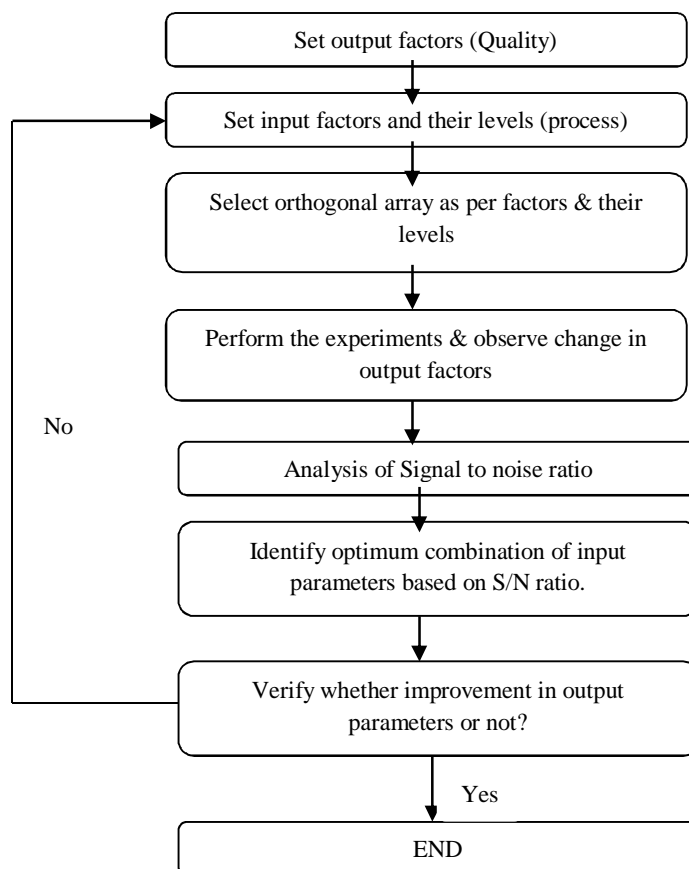 Set output factors (Quality)
Set input factors and their levels (process)
Select orthogonal array as per factors & their
levels
Perform the experiments & observe change in
output factors
No
Analysis of Signal to noise ratio
Identify optimum combination of input
parameters based on S/N ratio.
Verify whether improvement in output
parameters or not?
Yes
END